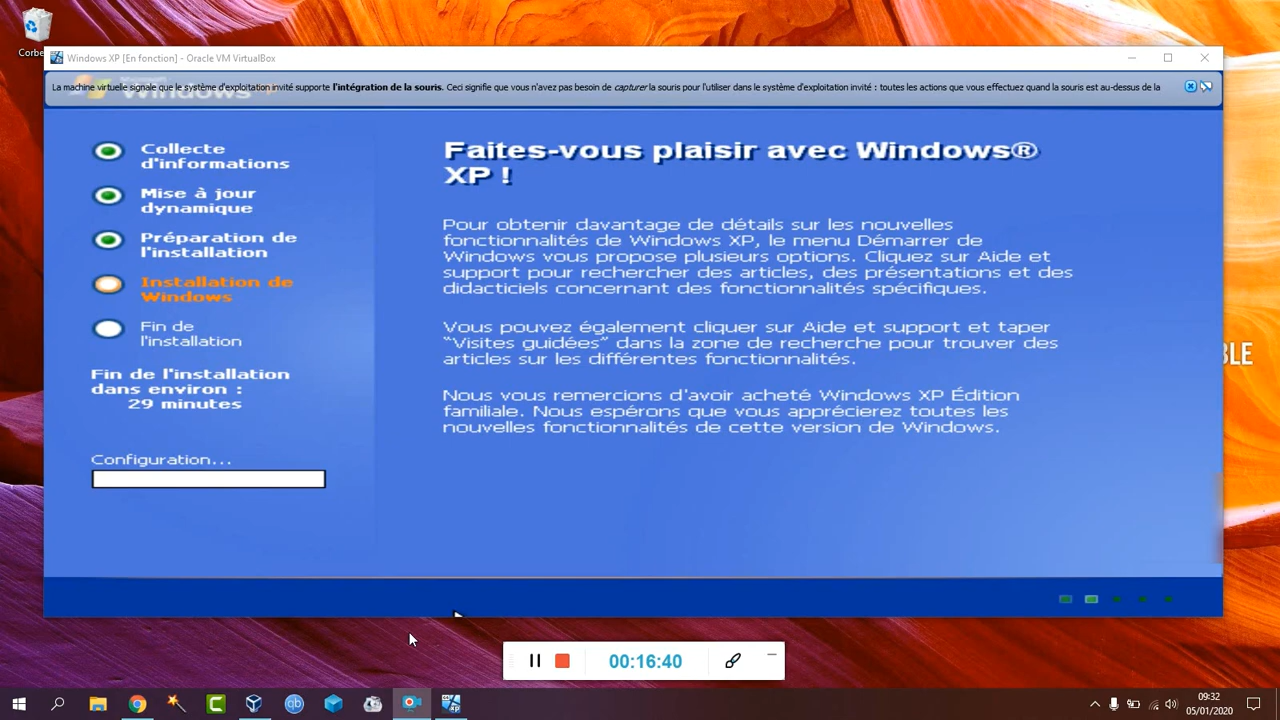 Corbe
Windows XP [En fonction] - Oracle VM VirtualBox
La machine virtuelle signale que le système d'exploitation invité supporte l'intégration de la souris. Ceci signifie que vous n'avez pas besoin de capturer la souris pour l'utiliser dans le système d'exploitation invité : toutes les actions que vous effectuez quand la souris est au-dessus de la
Windows
Collecte
d'informations
Mise à jour
dynamique
Préparation de
l'installation
Installation de
Windows
Fin de
l'installation
Fin de l'installation
dans environ :
29 minutes
Configuration...
Faites-vous plaisir avec Windows®
XP !
Pour obtenir davantage de détails sur les nouvelles
fonctionnalités de Windows XP, le menu Démarrer de
Windows vous propose plusieurs options. Cliquez sur Aide et
support pour rechercher des articles, des présentations et des
didacticiels concernant des fonctionnalités spécifiques.
Vous pouvez également cliquer sur Aide et support et taper
“Visites guidées” dans la zone de recherche pour trouver des
articles sur les différentes fonctionnalités.
Nous vous remercions d'avoir acheté Windows XP Édition
familiale. Nous espérons que vous apprécierez toutes les
nouvelles fonctionnalités de cette version de Windows.
BLE
00:16:40
09:32
05/01/2020